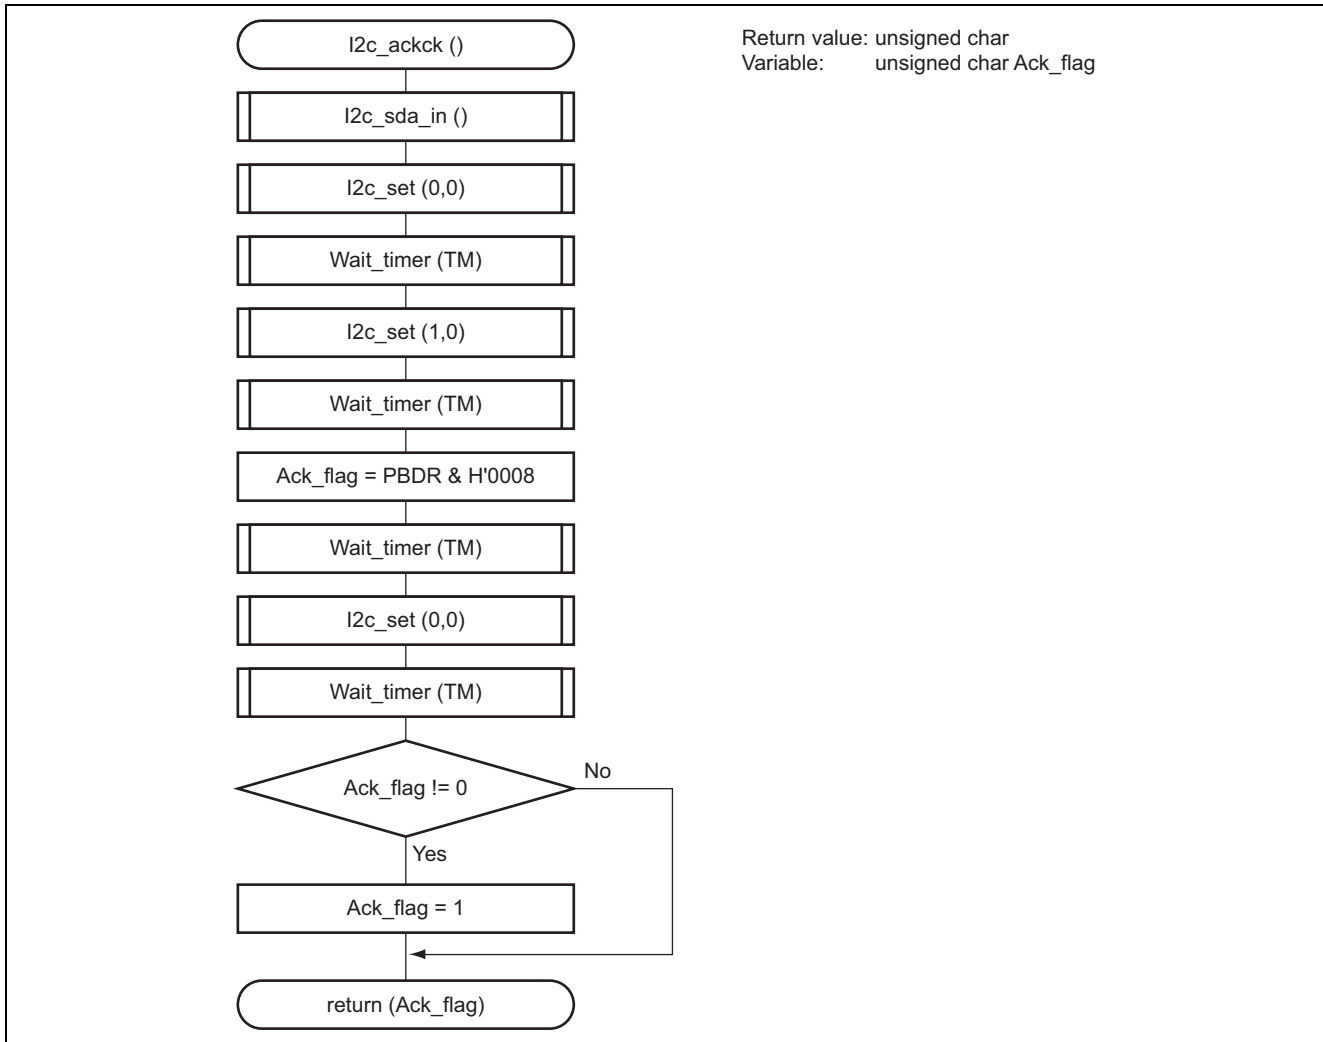 I2c_ackck ()
Return value: unsigned char
Variable: unsigned char Ack_flag
I2c_sda_in ()
I2c_set (0,0)
Wait_timer (TM)
I2c_set (1,0)
Wait_timer (TM)
Ack_flag = PBDR & H'0008
Wait_timer (TM)
I2c_set (0,0)
Wait_timer (TM)
Ack_flag != 0
No
Yes
Ack_flag = 1
return (Ack_flag)